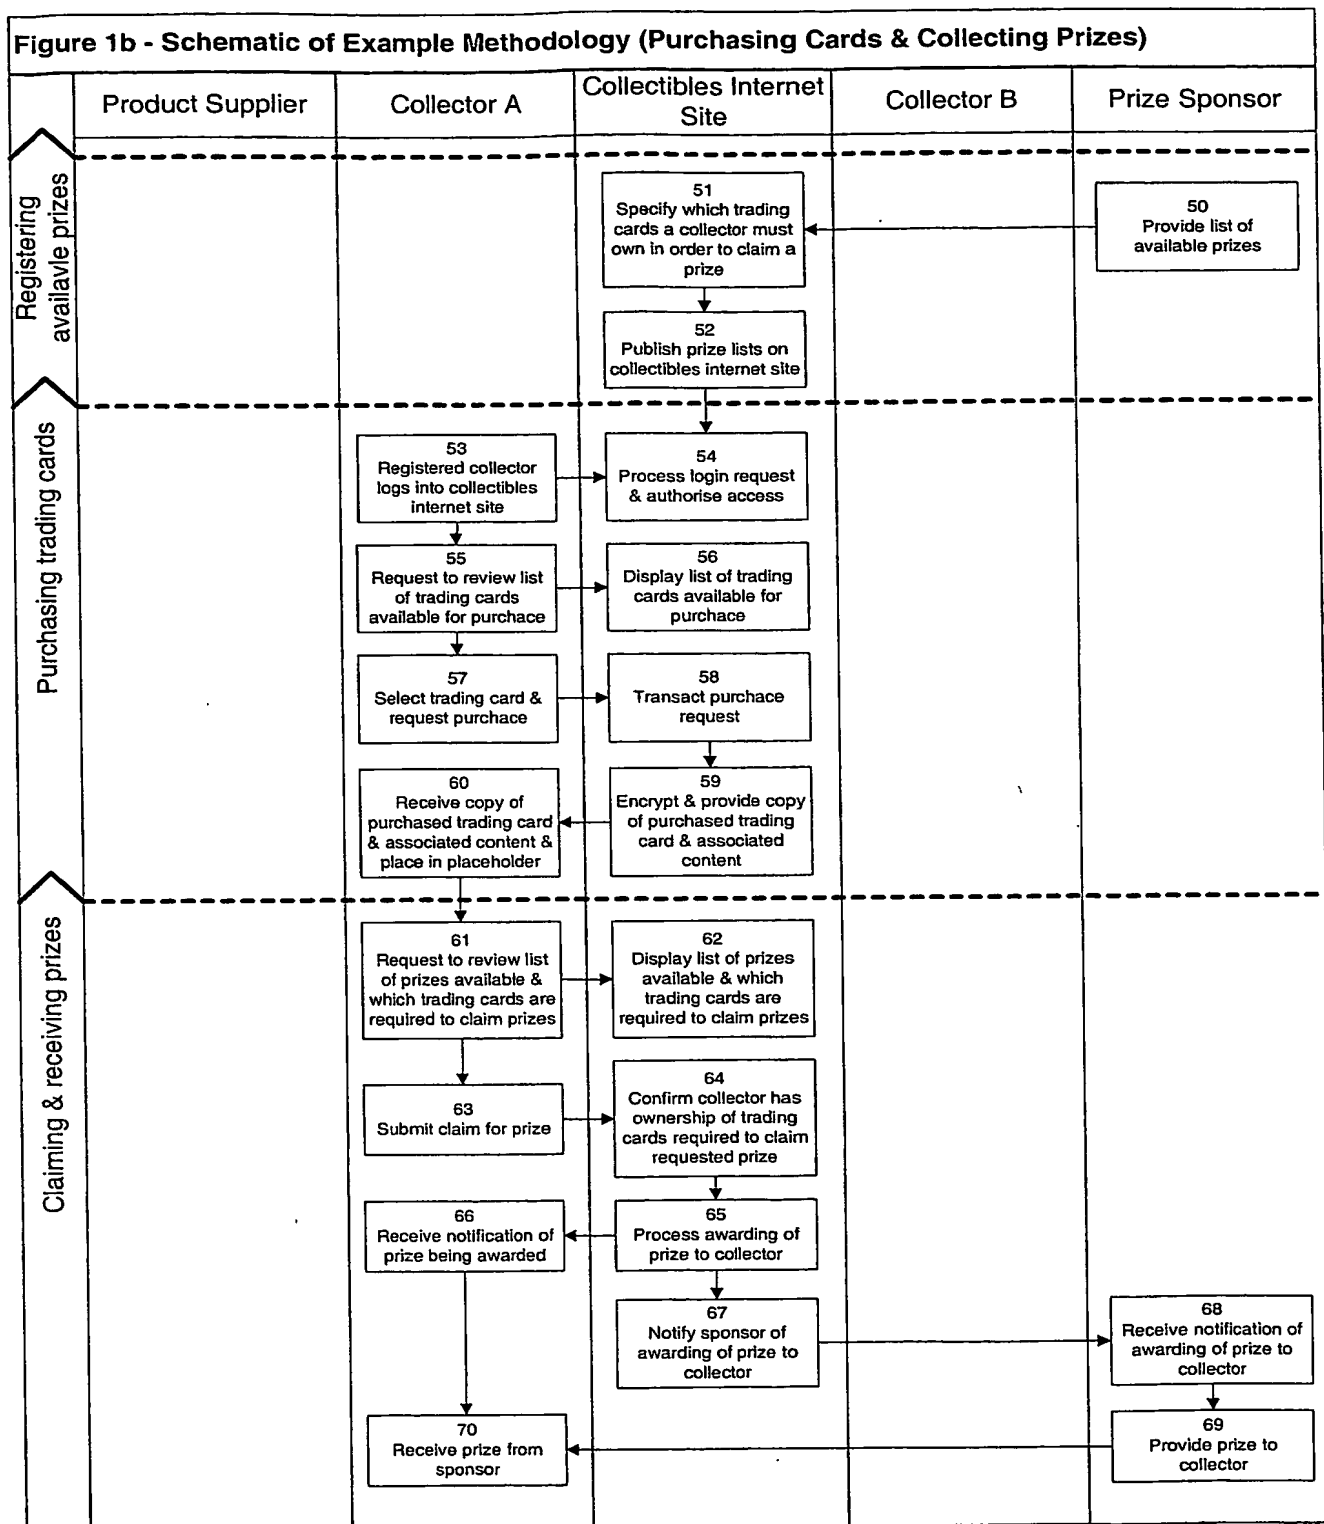 Figure 1b - Schematic of Example Methodology (Purchasing Cards & Collecting Prizes)
Product Supplier
Collector A
Collectibles Internet
Site
Collector B
Prize Sponsor
Registering
availavle prizes
51
Specify which trading
cards a collector must
own in order to claim a
prize
50
Provide list of
available prizes
52
Publish prize lists on
collectibles internet site
Purchasing trading cards
53
Registered collector
logs into collectibles
internet site
54
Process login request
& authorise access
55
Request to review list
of trading cards
available for purchace
56
Display list of trading
cards available for
purchace
57
Select trading card &
request purchace
58
Transact purchace
request
60
Receive copy of
purchased trading card
& associated content &
place in placeholder
59
Encrypt & provide copy
of purchased trading
card & associated
content
Claiming & receiving prizes
61
Request to review list
of prizes available &
which trading cards are
required to claim prizes
62
Display list of prizes
available & which
trading cards are
required to claim prizes
63
Submit claim for prize
64
Confirm collector has
ownership of trading
cards required to claim
requested prize
66
Receive notification of
prize being awarded
65
Process awarding of
prize to collector
67
Notify sponsor of
awarding of prize to
collector
68
Receive notification of
awarding of prize to
collector
70
Receive prize from
sponsor
69
Provide prize to
collector